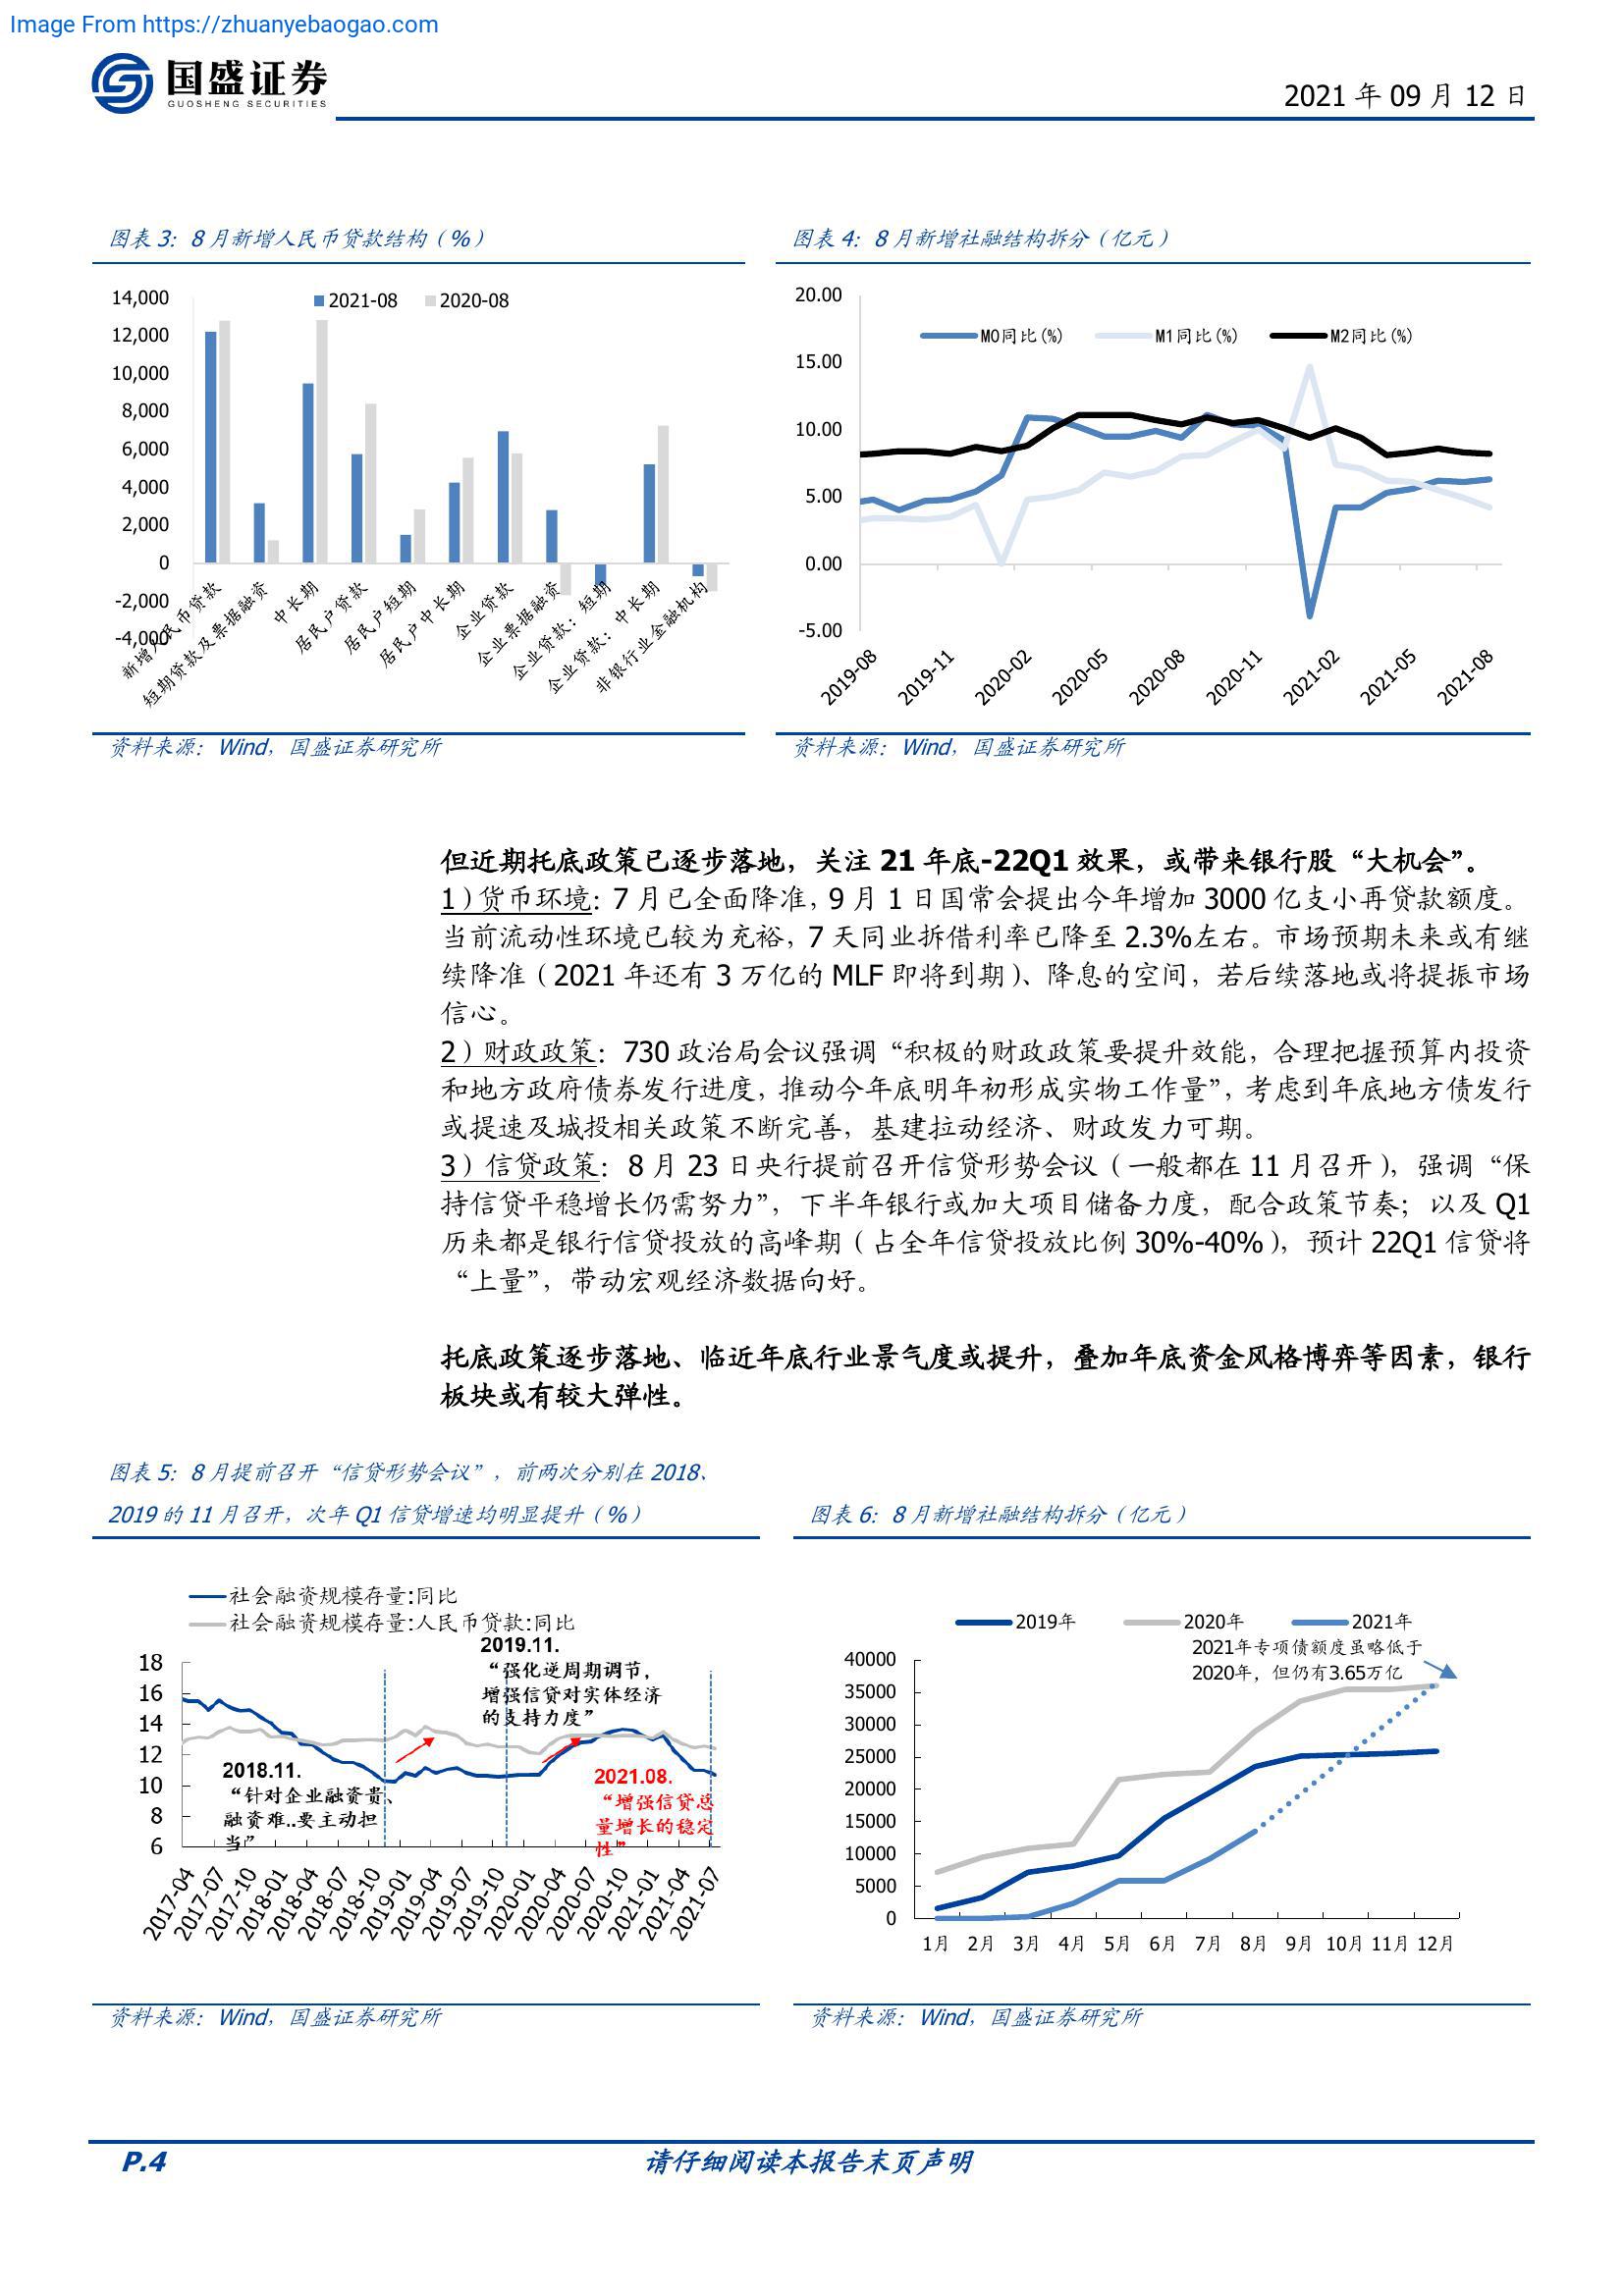 Image From https://zhuanyebaogao.com
国盛证券
GUOSHENG SECURITIES
2021 年 09 月 12 日
图表 3：8 月新增人民币贷款结构（%）
14,000
12,000
10,000
8,000
6,000
4,000
2,000
0
-2,000
-4,000
2021-08
2020-08
新增人民币贷款
短期贷款及票据融资
中长期
居民户贷款
居民户短期
居民户中长期
企业贷款
企业票据融资
企业贷款：短期
企业贷款：中长期
非银行业金融机构
资料来源：Wind，国盛证券研究所
图表 4：8 月新增社融结构拆分（亿元）
20.00
15.00
10.00
5.00
0.00
-5.00
M0同比(%)
M1同比(%)
M2同比(%)
2019-08
2019-11
2020-02
2020-05
2020-08
2020-11
2021-02
2021-05
2021-08
资料来源：Wind，国盛证券研究所
但近期托底政策已逐步落地，关注 21 年底-22Q1 效果，或带来银行股“大机会”。
1）货币环境：7 月已全面降准，9 月 1 日国常会提出今年增加 3000 亿支小再贷款额度。
当前流动性环境已较为充裕，7 天同业拆借利率已降至 2.3%左右。市场预期未来或有继
续降准（2021 年还有 3 万亿的 MLF 即将到期）、降息的空间，若后续落地或将提振市场
信心。
2）财政政策：730 政治局会议强调“积极的财政政策要提升效能，合理把握预算内投资
和地方政府债券发行进度，推动今年底明年初形成实物工作量”，考虑到年底地方债发行
或提速及城投相关政策不断完善，基建拉动经济、财政发力可期。
3）信贷政策：8 月 23 日央行提前召开信贷形势会议（一般都在 11 月召开），强调“保
持信贷平稳增长仍需努力”，下半年银行或加大项目储备力度，配合政策节奏；以及 Q1
历来都是银行信贷投放的高峰期（占全年信贷投放比例 30%-40%），预计 22Q1 信贷将
“上量”，带动宏观经济数据向好。
托底政策逐步落地、临近年底行业景气度或提升，叠加年底资金风格博弈等因素，银行
板块或有较大弹性。
图表 5：8 月提前召开“信贷形势会议”，前两次分别在 2018、
2019 的 11 月召开，次年 Q1 信贷增速均明显提升（%）
社会融资规模存量:同比
社会融资规模存量:人民币贷款:同比
18
16
14
12
10
8
6
2019.11.
“强化逆周期调节，
增强信贷对实体经济
的支持力度”
2018.11.
“针对企业融资贵、
融资难..要主动担
当”
2021.08.
“增强信贷总
量增长的稳定
性”
2017-04
2017-07
2017-10
2018-01
2018-04
2018-07
2018-10
2019-01
2019-04
2019-07
2019-10
2020-01
2020-04
2020-07
2020-10
2021-01
2021-04
2021-07
资料来源：Wind，国盛证券研究所
图表 6：8 月新增社融结构拆分（亿元）
2019年
2020年
2021年
2021年专项债额度虽略低于
2020年，但仍有3.65万亿
40000
35000
30000
25000
20000
15000
10000
5000
0
1月 2月 3月 4月 5月 6月 7月 8月 9月 10月 11月 12月
资料来源：Wind，国盛证券研究所
P.4
请仔细阅读本报告末页声明